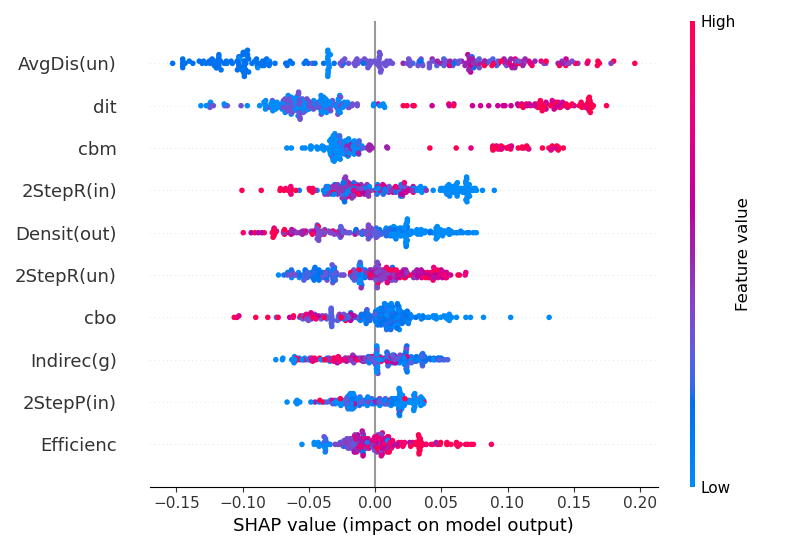 High
AvgDis(un)
dit
cbm
2StepR(in)
Densit(out)
2StepR(un)
cbo
Indirec(g)
2StepP(in)
Efficienc
Feature value
Low
−0.15 −0.10 −0.05 0.00 0.05 0.10 0.15 0.20
SHAP value (impact on model output)